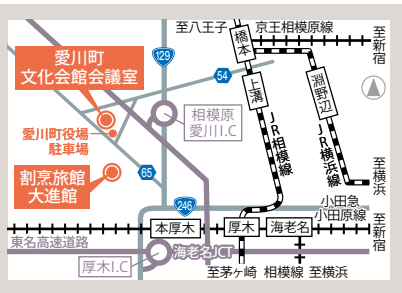 至八王子
京王相模原線
至新宿
橋本
愛川町
文化会館会議室
129
54
上溝
淵野辺
相模原
愛川I.C
愛川町役場
駐車場
JR相模線
JR横浜線
65
割烹旅館
大進館
至横浜
246
小田急
小田原線
本厚木
厚木
海老名
至新宿
東名高速道路
海老名JCT
厚木I.C
至茅ヶ崎
相模線
至横浜